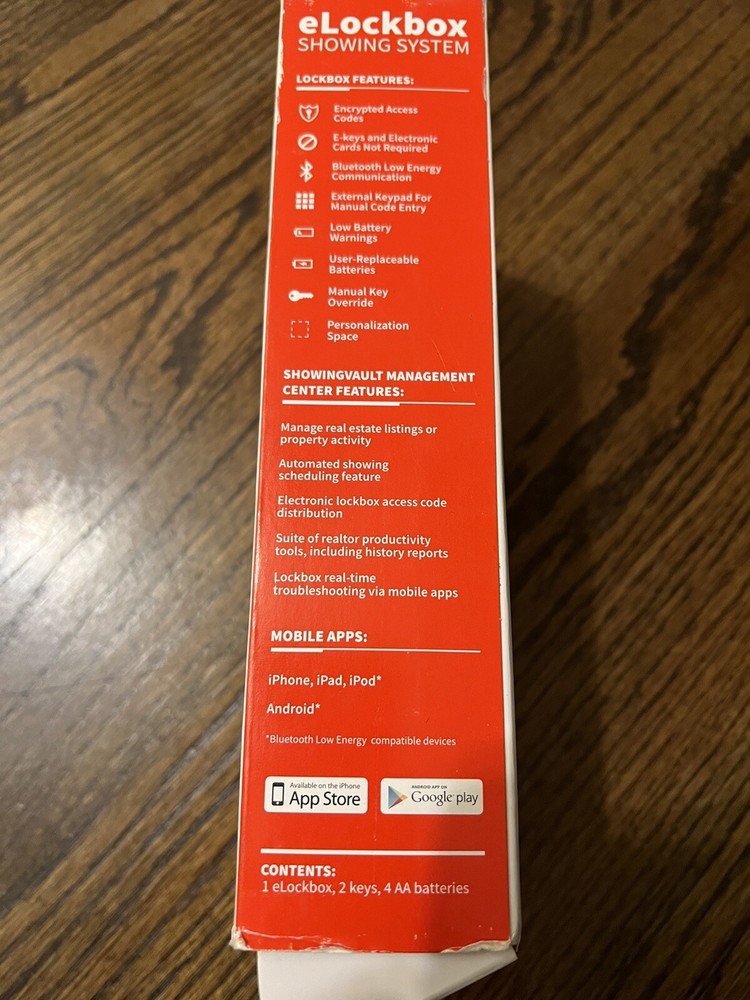 eLockbox
SHOWING SYSTEM
LOCKBOX FEATURES:
Encrypted Access
Codes
E-keys and Electronic
Cards Not Required
Bluetooth Low Energy
Communication
External Keypad For
Manual Code Entry
Low Battery
Warnings
User-Replaceable
Batteries
Manual Key
Override
Personalization
Space
SHOWINGVAULT MANAGEMENT
CENTER FEATURES:
Manage real estate listings or
property activity
Automated showing
scheduling feature
Electronic lockbox access code
distribution
Suite of realtor productivity
tools, including history reports
Lockbox real-time
troubleshooting via mobile apps
MOBILE APPS:
iPhone, iPad, iPod*
Android*
*Bluetooth Low Energy compatible devices
Available on the iPhone
App Store
ANDROID APP ON
Google play
CONTENTS:
1 eLockbox, 2 keys, 4 AA batteries